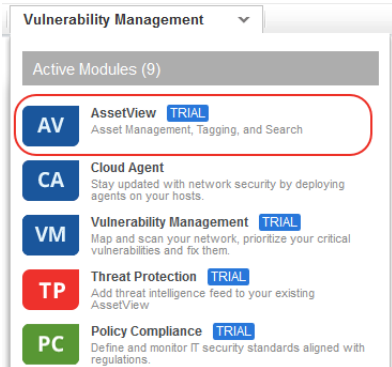 Vulnerability Management
Active Modules (9)
AV
AssetView TRIAL
Asset Management, Tagging, and Search
CA
Cloud Agent
Stay updated with network security by deploying
agents on your hosts.
VM
Vulnerability Management TRIAL
Map and scan your network, prioritize your critical
vulnerabilities and fix them.
TP
Threat Protection TRIAL
Add threat intelligence feed to your existing
AssetView
PC
Policy Compliance TRIAL
Define and monitor IT security standards aligned with
regulations.